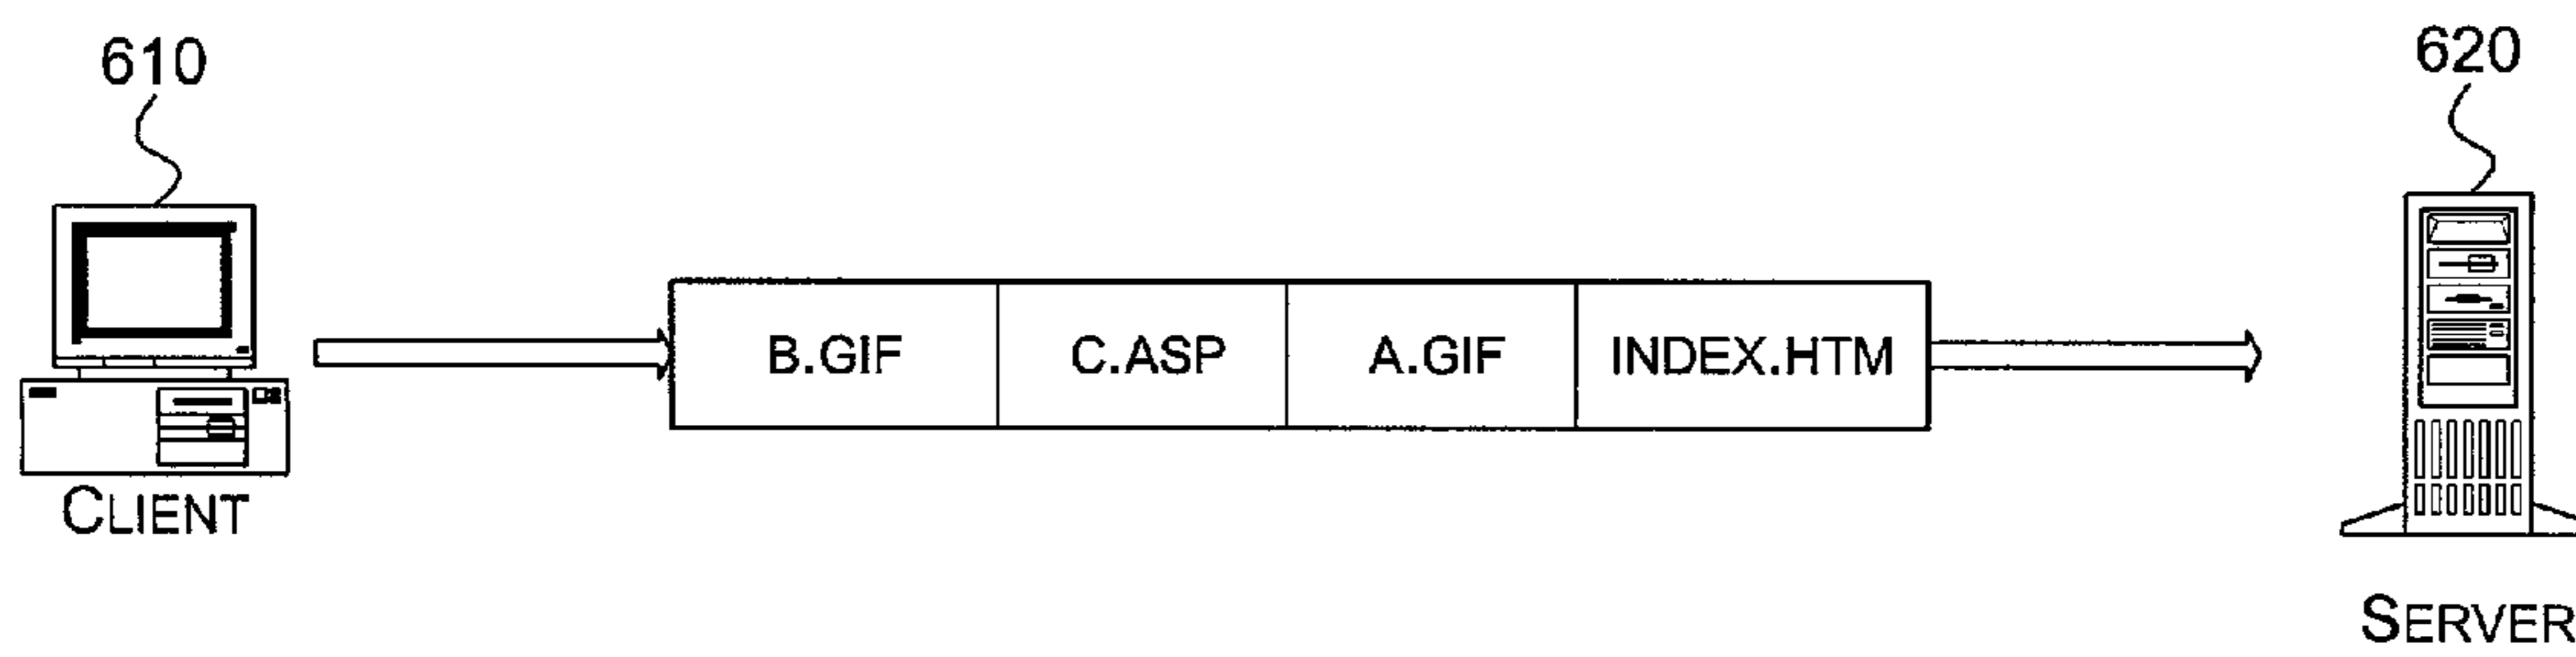 610
620
B.GIF C.ASP A.GIF INDEX.HTM
CLIENT
SERVER